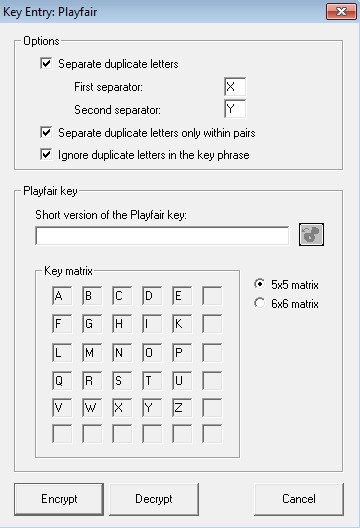 Key Entry: Playfair
Options
Separate duplicate letters
First separator: X
Second separator: Y
Separate duplicate letters only within pairs
Ignore duplicate letters in the key phrase
Playfair key
Short version of the Playfair key:
Key matrix
5x5 matrix
6x6 matrix
A B C D E
F G H I K
L M N O P
Q R S T U
V W X Y Z
Encrypt Decrypt Cancel